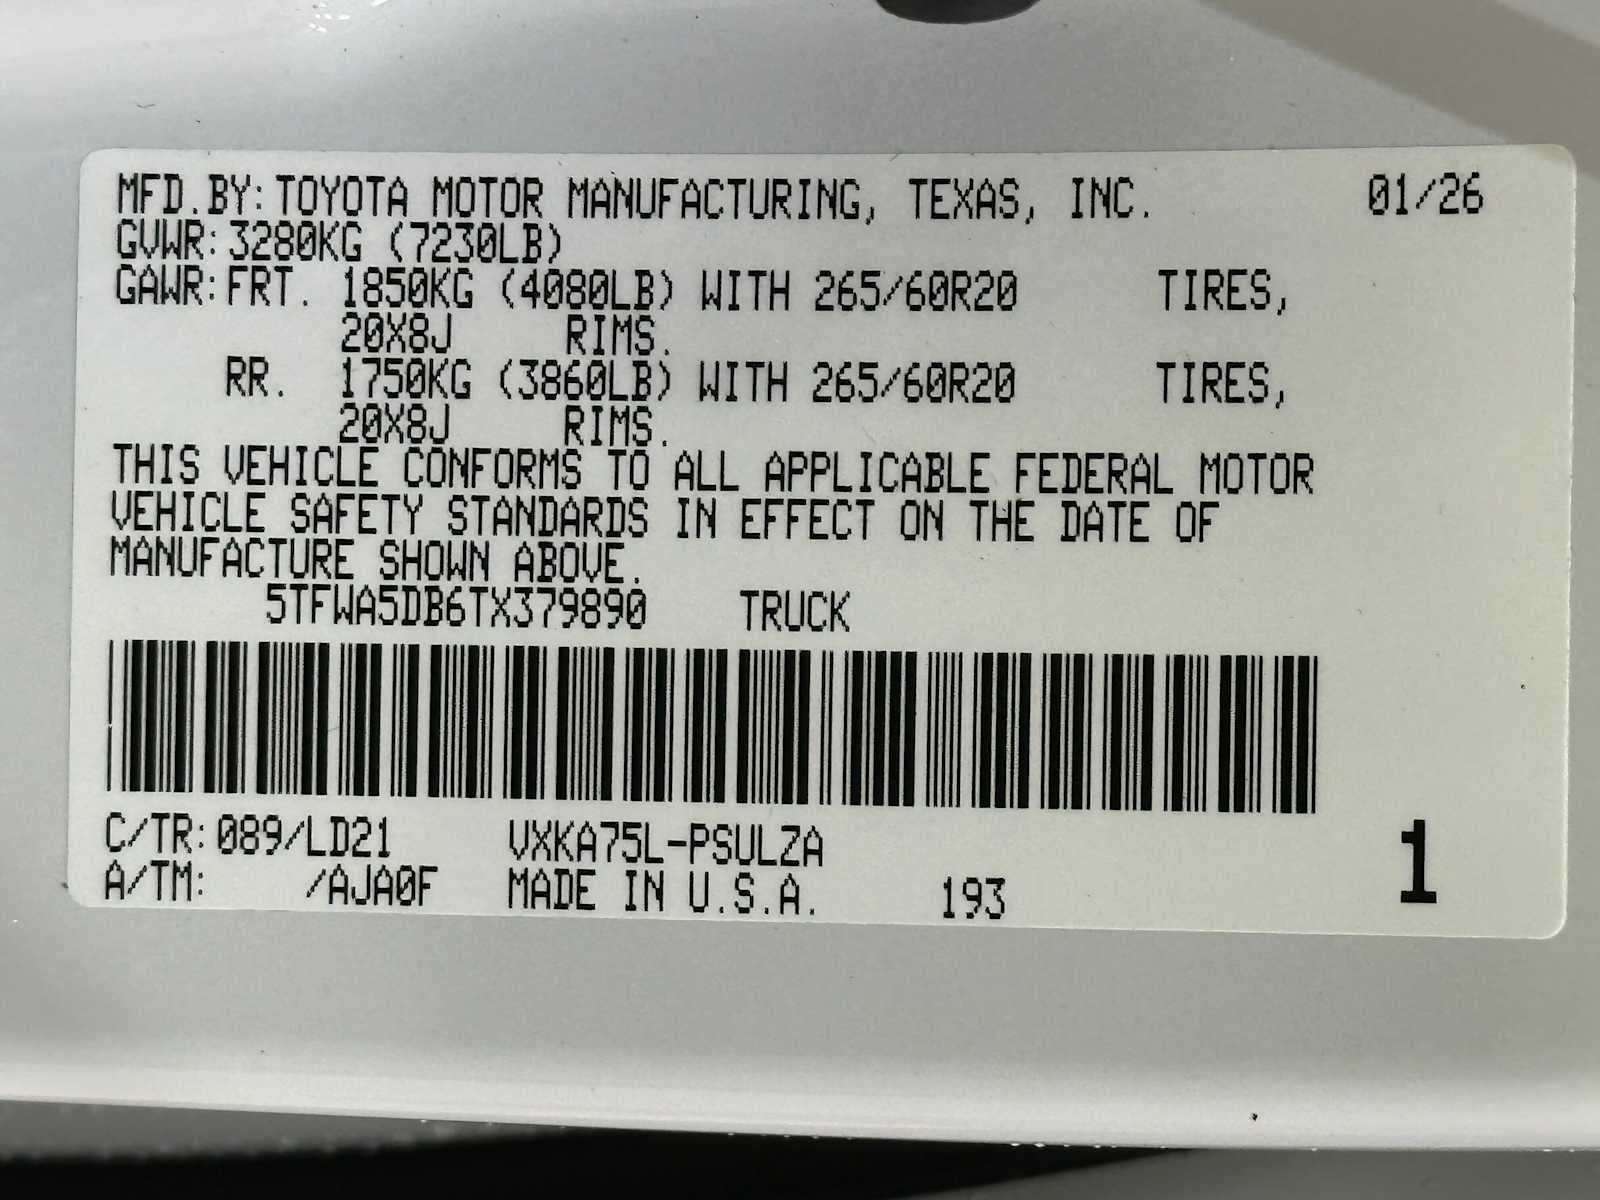 MFD.BY: TOYOTA MOTOR MANUFACTURING, TEXAS, INC. 01/26
GVWR: 3280KG (7230LB)
GAWR: FRT. 1850KG (4080LB) WITH 265/60R20 TIRES,
20X8J RIMS.
RR. 1750KG (3860LB) WITH 265/60R20 TIRES,
20X8J RIMS.
THIS VEHICLE CONFORMS TO ALL APPLICABLE FEDERAL MOTOR
VEHICLE SAFETY STANDARDS IN EFFECT ON THE DATE OF
MANUFACTURE SHOWN ABOVE.
5TFWA5DB6TX379890 TRUCK
C/TR: 089/LD21 VXKA75L-PSULZA 1
A/TM: /AJA0F MADE IN U.S.A. 193